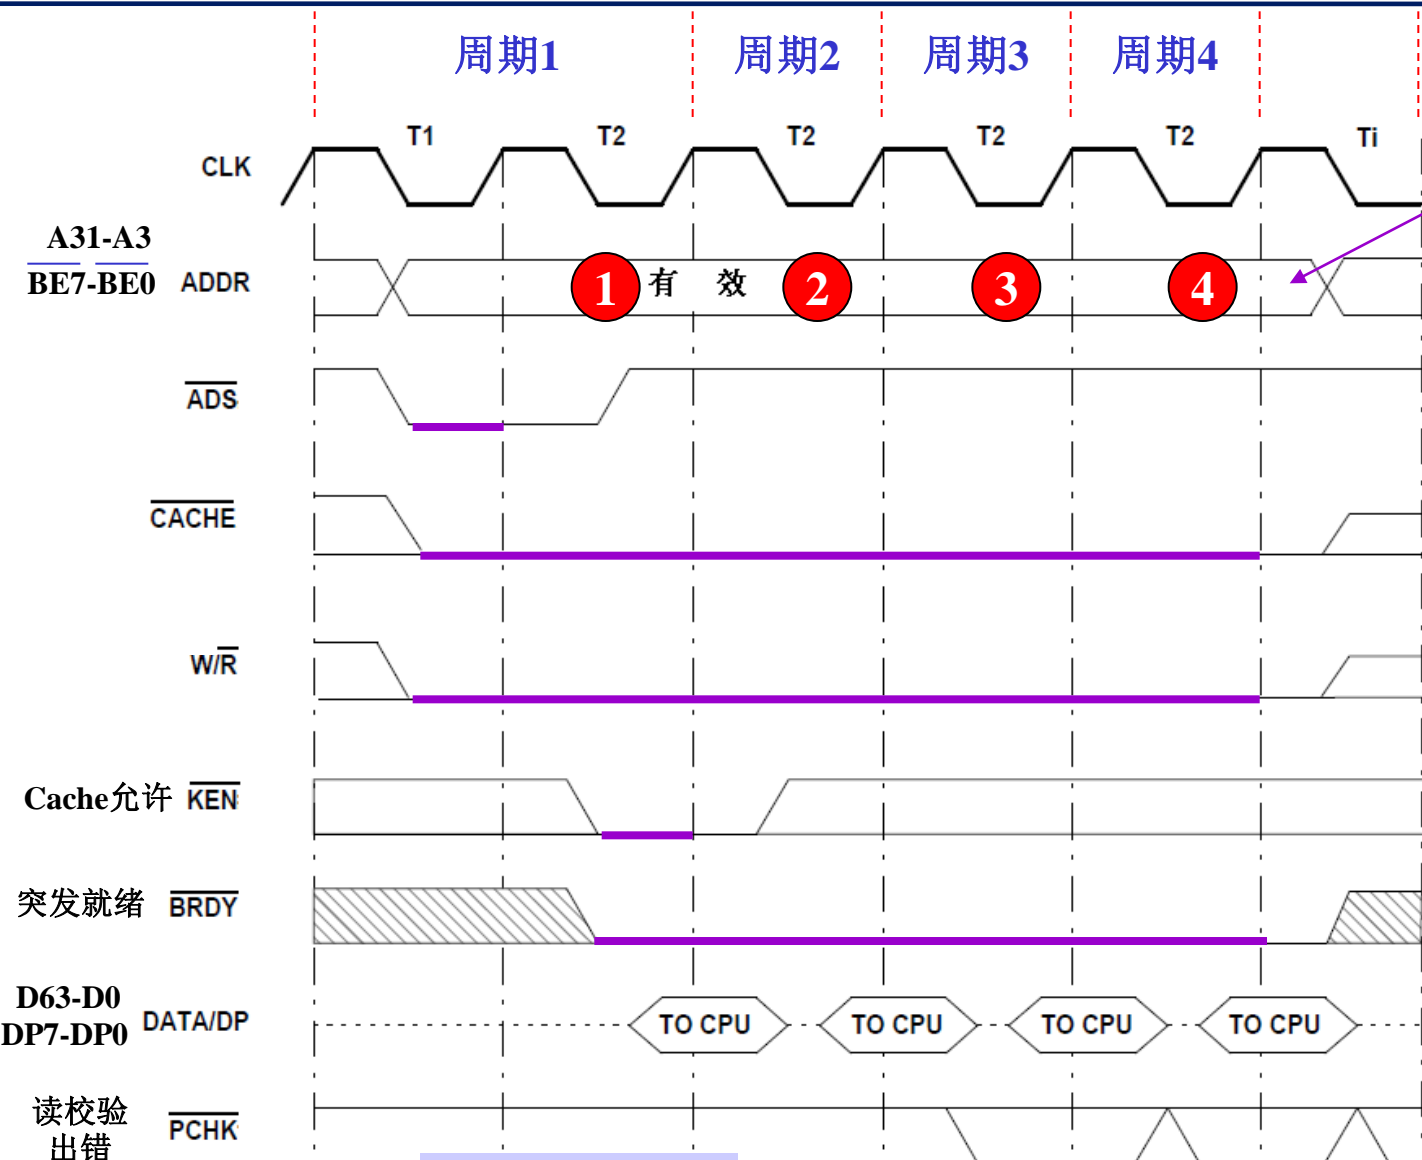 周期1 周期2 周期3 周期4
T1 T2 T2 T2 T2 Ti
CLK
A31-A3
BE7-BE0 ADDR 1 有 效 2 3 4
ADS
CACHE
W/R
Cache允许 KEN
突发就绪 BRDY
D63-D0
DP7-DP0 DATA/DP TO CPU TO CPU TO CPU TO CPU
读校验
出错 PCHK